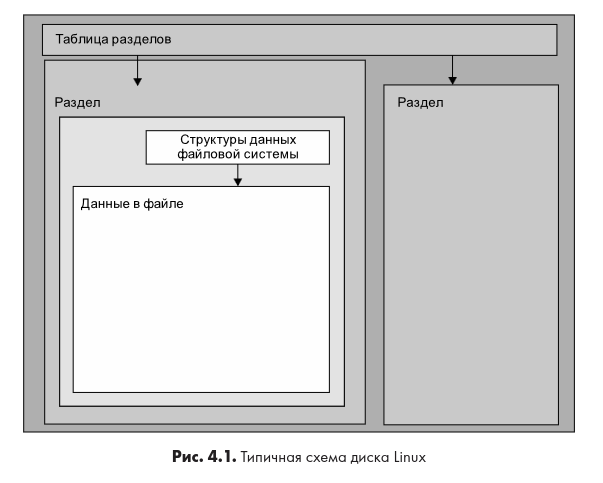 Таблица разделов
Раздел
Раздел
Структуры данных
файловой системы
Данные в файле
Рис. 4.1. Типичная схема диска Linux